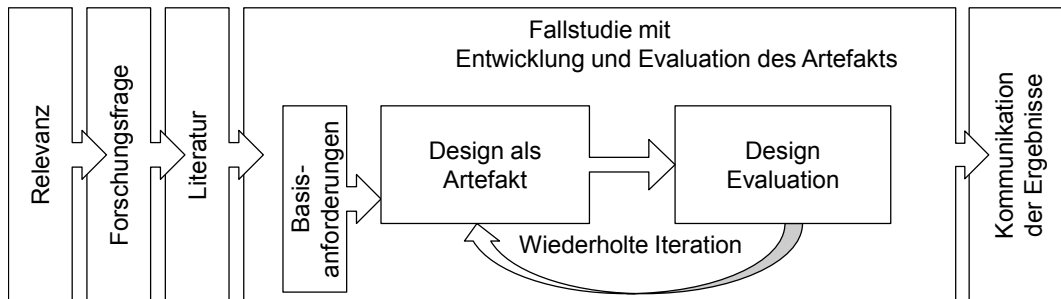 Relevanz
Forschungsfrage
Literatur
Fallstudie mit
Entwicklung und Evaluation des Artefakts
Basis-
anforderungen
Design als
Artefakt
Design
Evaluation
Wiederholte Iteration
Kommunikation
der Ergebnisse